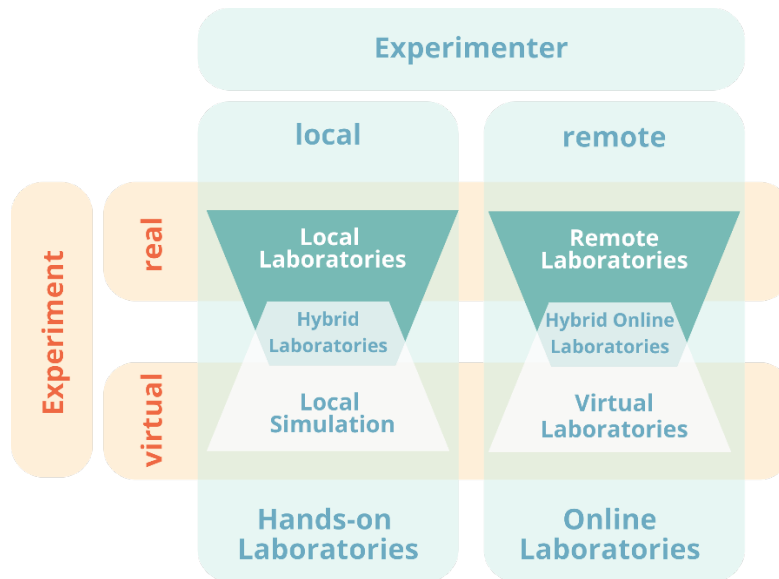 Experimenter
local
remote
Experiment
real
Local
Laboratories
Remote
Laboratories
Hybrid
Laboratories
Hybrid Online
Laboratories
virtual
Local
Simulation
Virtual
Laboratories
Hands-on
Laboratories
Online
Laboratories